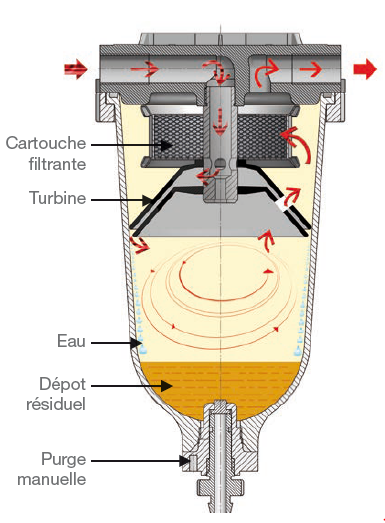 Cartouche
filtrante
Turbine
Eau
Dépot
résiduel
Purge
manuelle